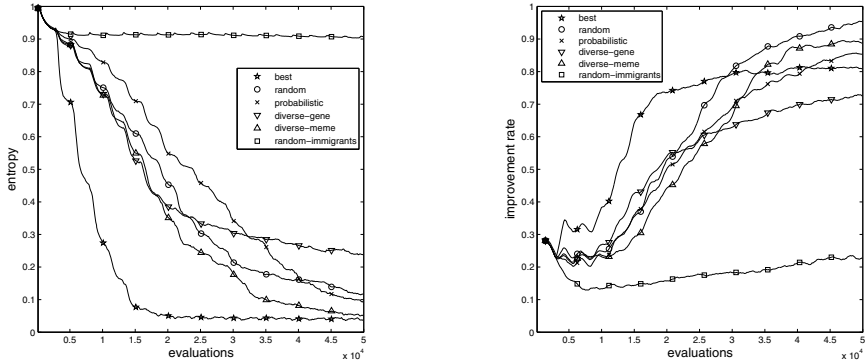 1
0.9
0.8
0.7
0.6
0.5
0.4
0.3
0.2
0.1
0
entropy
best
random
probabilistic
diverse-gene
diverse-meme
random-immigrants
0.5 1 1.5 2 2.5 3 3.5 4 4.5 5
evaluations
x 10^4
1
0.9
0.8
0.7
0.6
0.5
0.4
0.3
0.2
0.1
0
improvement rate
best
random
probabilistic
diverse-gene
diverse-meme
random-immigrants
0.5 1 1.5 2 2.5 3 3.5 4 4.5 5
evaluations
x 10^4